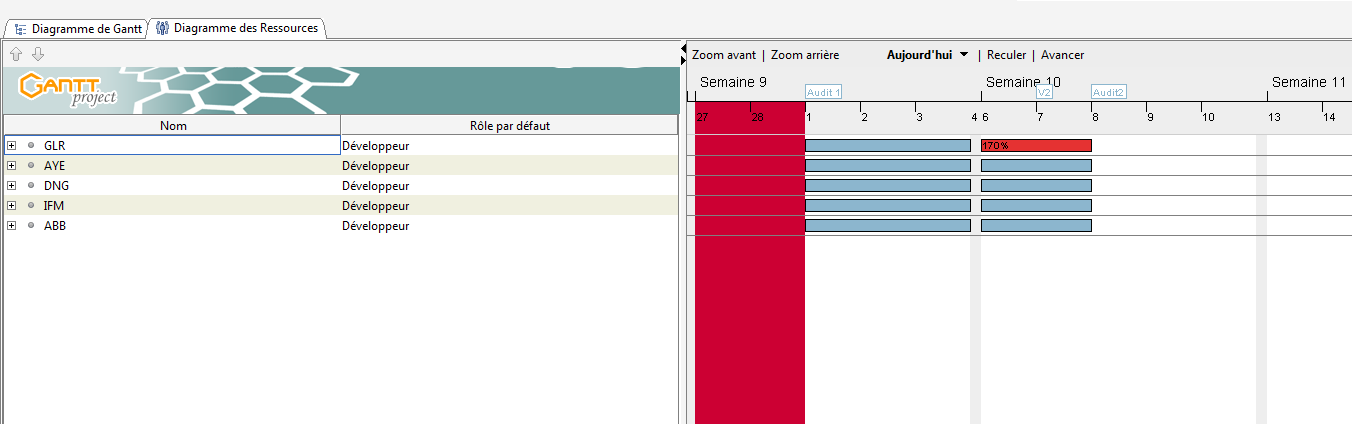 Diagramme de Gantt
Diagramme des Ressources
Zoom avant | Zoom arrière Aujourd'hui | Reculer | Avancer
GANTT
project
Semaine 9 Semaine 10 Semaine 11
Audit 1 V2 Audit2
27 28 1 2 3 4 6 7 8 9 10 13 14
Nom Rôle par défaut
GLR Développeur 170%
AYE Développeur
DNG Développeur
IFM Développeur
ABB Développeur